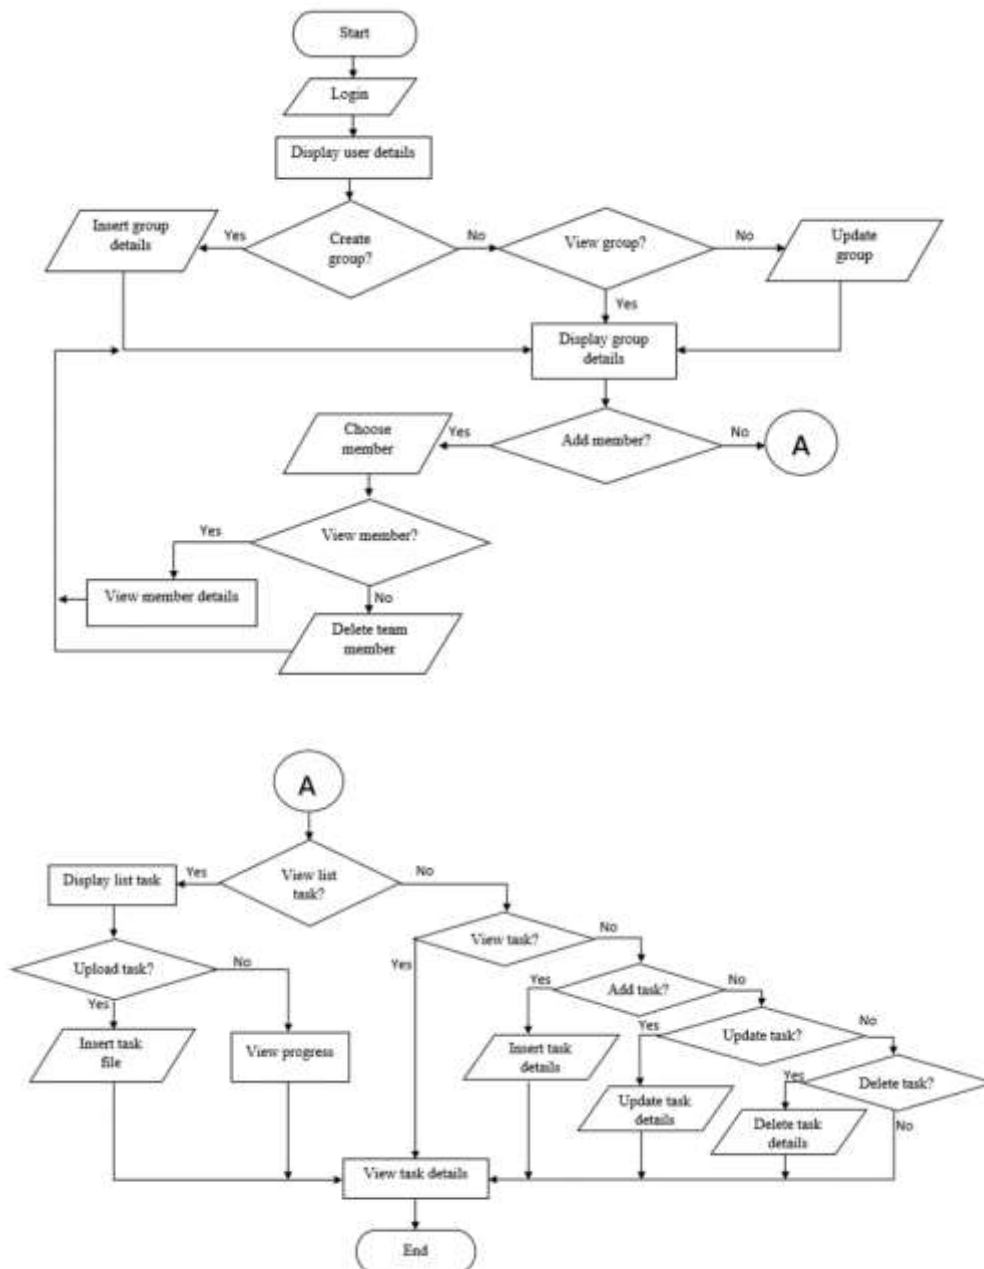 Start
Login
Display user details
Insert group
details
Yes
Create
group?
No
View group?
No
Update
group
Yes
Display group
details
Choose
member
Yes
Add member?
No
A
Yes
View member?
View member details
No
Delete team
member
A
Display list task
Yes
View list
task?
No
View task?
No
Upload task?
No
Yes
Yes
Add task?
No
Yes
Insert task
file
View progress
Insert task
details
Yes
Update task?
No
Update task
details
Yes
Delete task?
Delete task
details
No
View task details
End